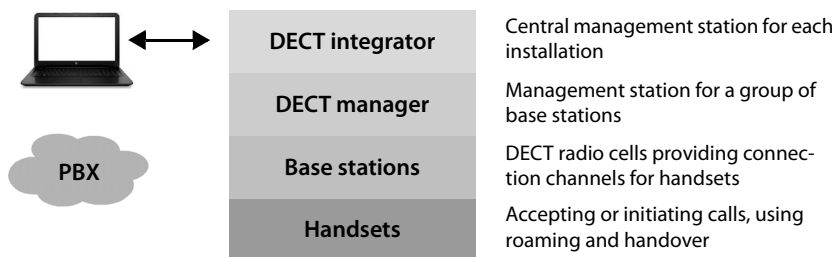 DECT integrator
Central management station for each
installation
DECT manager
Management station for a group of
base stations
PBX
Base stations
DECT radio cells providing connec-
tion channels for handsets
Handsets
Accepting or initiating calls, using
roaming and handover